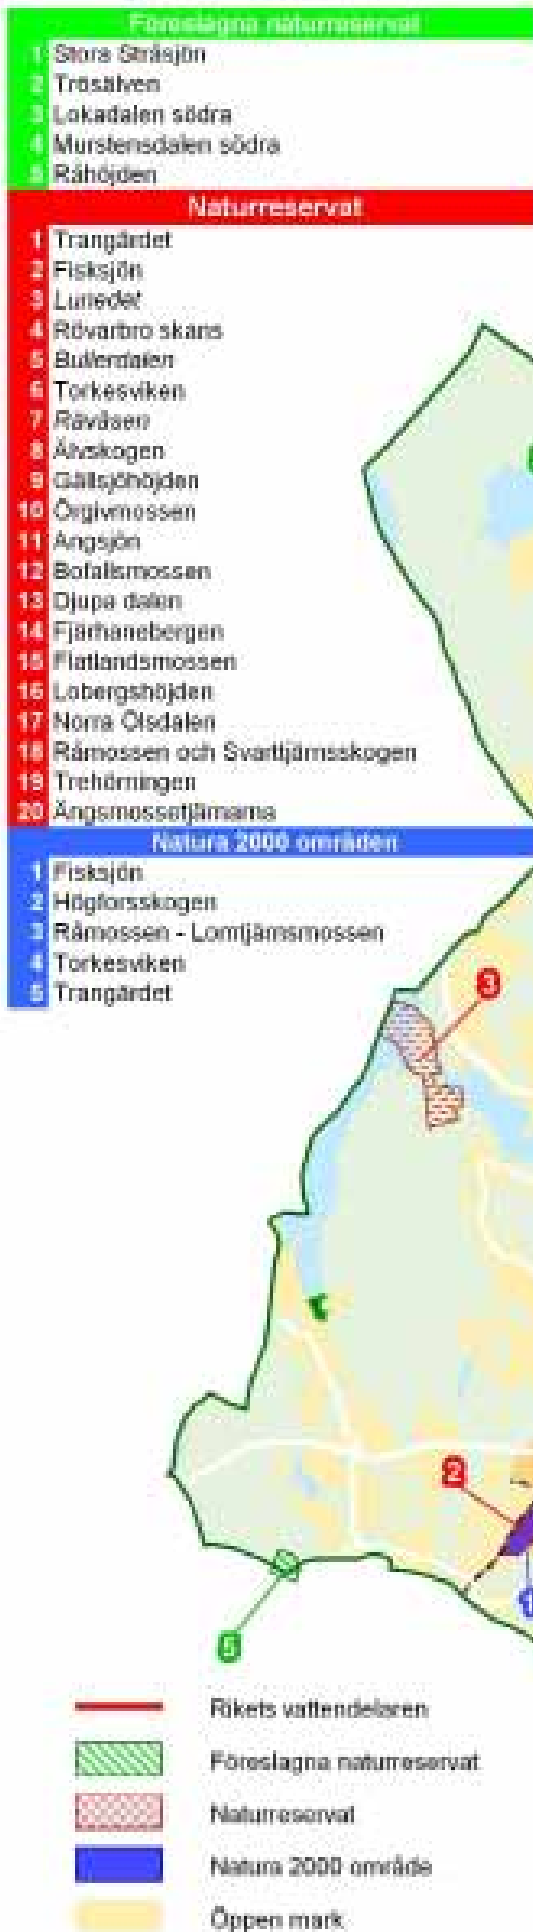 Föreslagna naturreservat
1 Stora Stråsjön
2 Trösälven
3 Lokadalen södra
4 Murstensdalen södra
5 Råhöjden
Naturreservat
1 Trangärdet
2 Fisksjön
3 Lunedet
4 Rövarbro skans
5 Bullerdalen
6 Torkesviken
7 Rävåsen
8 Älvskogen
9 Gällsjöhöjden
10 Örgivmossen
11 Angsjön
12 Bofallsmossen
13 Djupa dalen
14 Fjärhanebergen
15 Flatlandsmossen
16 Lobergshöjden
17 Norra Ölsdalen
18 Råmossen och Svarttjärnsskogen
19 Trehörningen
20 Ängsmossetjärnarna
Natura 2000 områden
1 Fisksjön
2 Högforsskogen
3 Råmossen - Lomtjärnsmossen
4 Torkesviken
5 Trangärdet
3
2
1
5
Rikets vattendelaren
Föreslagna naturreservat
Naturreservat
Natura 2000 område
Öppen mark